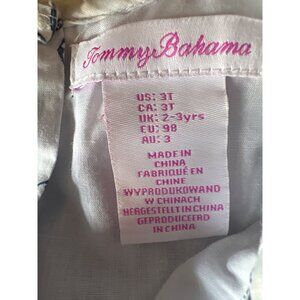 Tommy Bahama
US: 3T
CA: 3T
UK: 2-3yrs
EU: 98
AU: 3
MADE IN
CHINA
FABRIQUÉ EN
CHINE
WYPRODUKOWANO
W CHINACH
HERGESTELLT IN CHINA
GEPRODUCEERD
IN CHINA